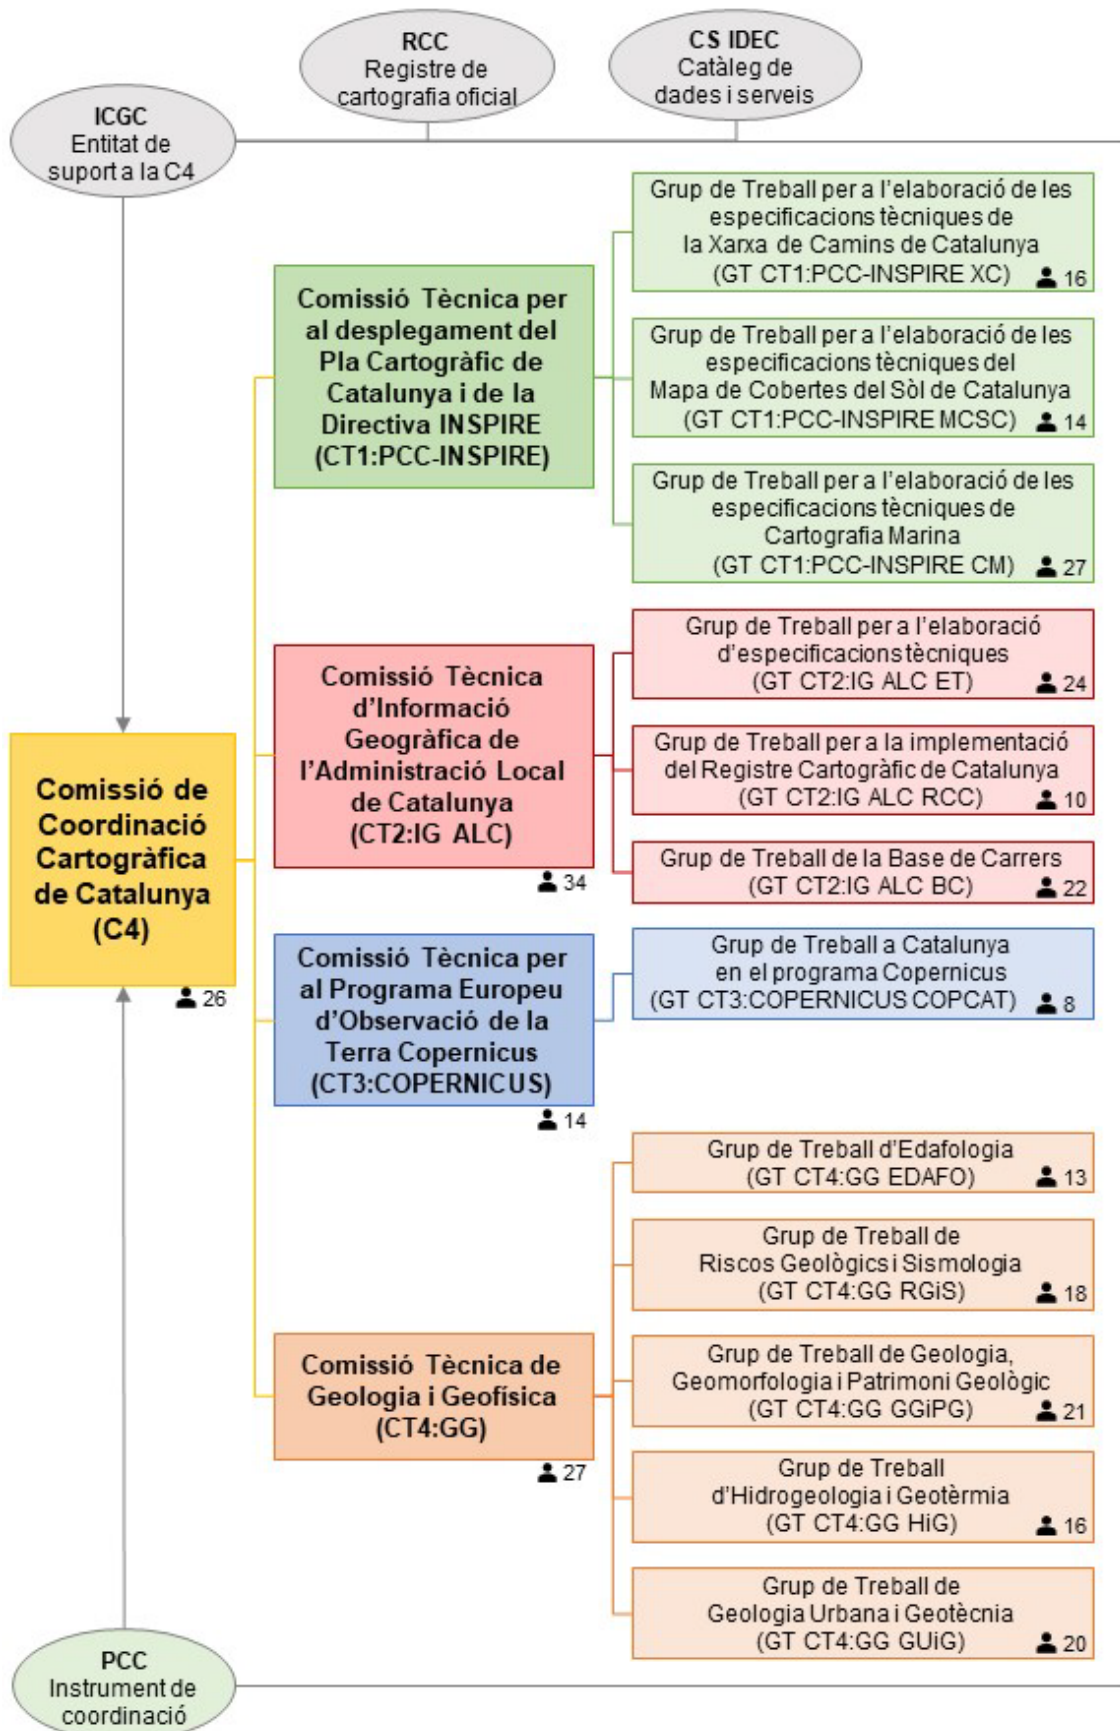 RCC
Registre de
cartografia oficial
CS IDEC
Catàleg de
dades i serveis
ICGC
Entitat de
suport a la C4
Comissió de
Coordinació
Cartogràfica
de Catalunya
(C4)
26
PCC
Instrument de
coordinació
Comissió Tècnica per
al desplegament del
Pla Cartogràfic de
Catalunya i de la
Directiva INSPIRE
(CT1:PCC-INSPIRE)
Grup de Treball per a l’elaboració de les
especificacions tècniques de
la Xarxa de Camins de Catalunya
(GT CT1:PCC-INSPIRE XC) 16
Grup de Treball per a l’elaboració de les
especificacions tècniques del
Mapa de Cobertes del Sòl de Catalunya
(GT CT1:PCC-INSPIRE MCSC) 14
Grup de Treball per a l’elaboració de les
especificacions tècniques de
Cartografia Marina
(GT CT1:PCC-INSPIRE CM) 27
Comissió Tècnica
d’Informació
Geogràfica de
l’Administració Local
de Catalunya
(CT2:IG ALC)
34
Grup de Treball per a l’elaboració
d’especificacions tècniques
(GT CT2:IG ALC ET) 24
Grup de Treball per a la implementació
del Registre Cartogràfic de Catalunya
(GT CT2:IG ALC RCC) 10
Grup de Treball de la Base de Carrers
(GT CT2:IG ALC BC) 22
Comissió Tècnica per
al Programa Europeu
d’Observació de la
Terra Copernicus
(CT3:COPERNICUS)
14
Grup de Treball a Catalunya
en el programa Copernicus
(GT CT3:COPERNICUS COPCAT) 8
Comissió Tècnica de
Geologia i Geofísica
(CT4:GG)
27
Grup de Treball d’Edafologia
(GT CT4:GG EDAFO) 13
Grup de Treball de
Riscos Geològics i Sismologia
(GT CT4:GG RGiS) 18
Grup de Treball de Geologia,
Geomorfologia i Patrimoni Geològic
(GT CT4:GG GGiPG) 21
Grup de Treball
d’Hidrogeologia i Geotèrmia
(GT CT4:GG HiG) 16
Grup de Treball de
Geologia Urbana i Geotècnia
(GT CT4:GG GUiG) 20